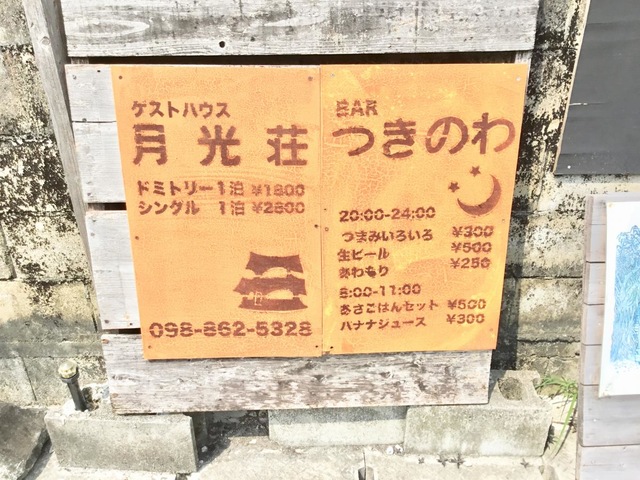 ゲストハウス
月光荘
ドミトリー1泊 ¥1800
シングル 1泊 ¥2800
098-862-5328
BAR
つきのわ
20:00-24:00
つまみいろいろ ¥300
生ビール ¥500
あわもり ¥250
8:00-11:00
あさごはんセット ¥500
バナナジュース ¥300